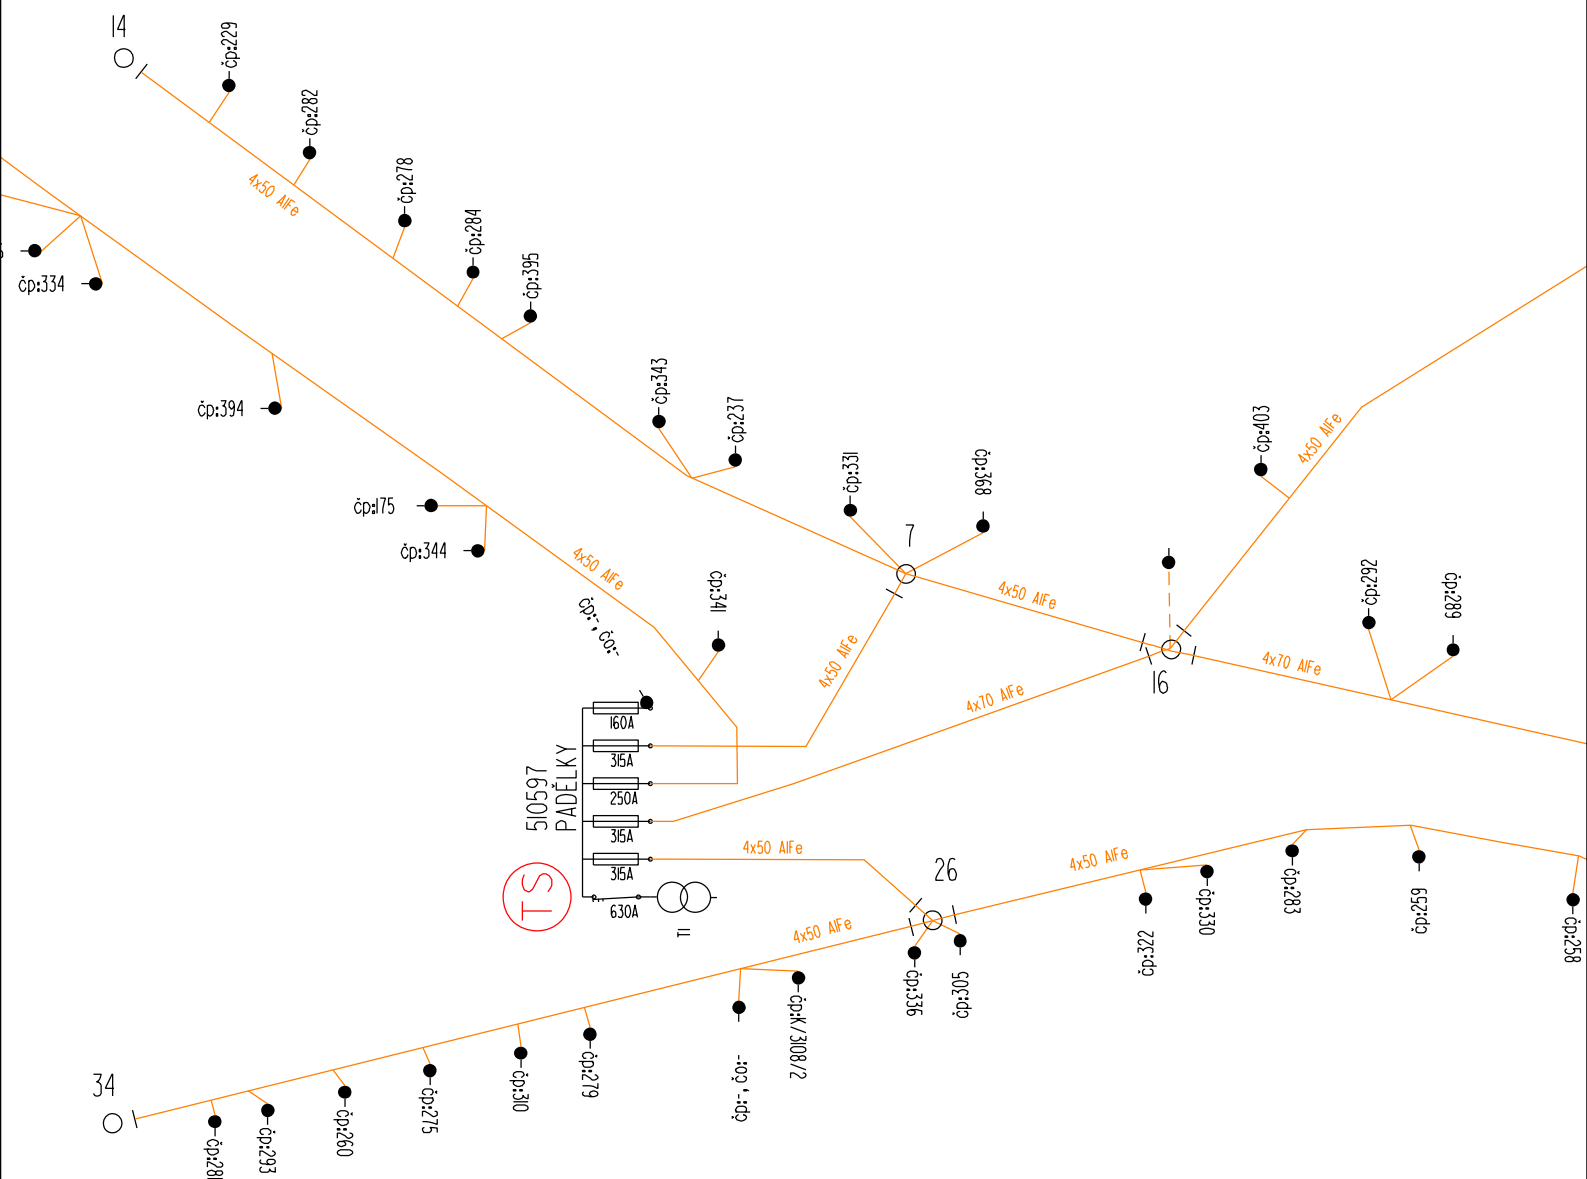 14
čp:229
čp:282
4x50 AlFe
čp:278
čp:284
čp:395
čp:334
čp:394
čp:343
čp:237
čp:331
čp:398
7
čp:403
4x50 AlFe
čp:175
čp:344
4x50 AlFe
čp:-, čo:-
čp:341
4x50 AlFe
4x50 AlFe
čp:292
čp:289
4x70 AlFe
16
4x70 AlFe
510597
PADĚLKY
160A
315A
250A
315A
315A
630A
T1
TS
4x50 AlFe
26
4x50 AlFe
čp:283
čp:259
čp:330
čp:322
čp:258
4x50 AlFe
čp:336
čp:305
čp:K/3108/2
čp:-, čo:-
čp:279
čp:310
čp:275
čp:260
čp:293
čp:281
34